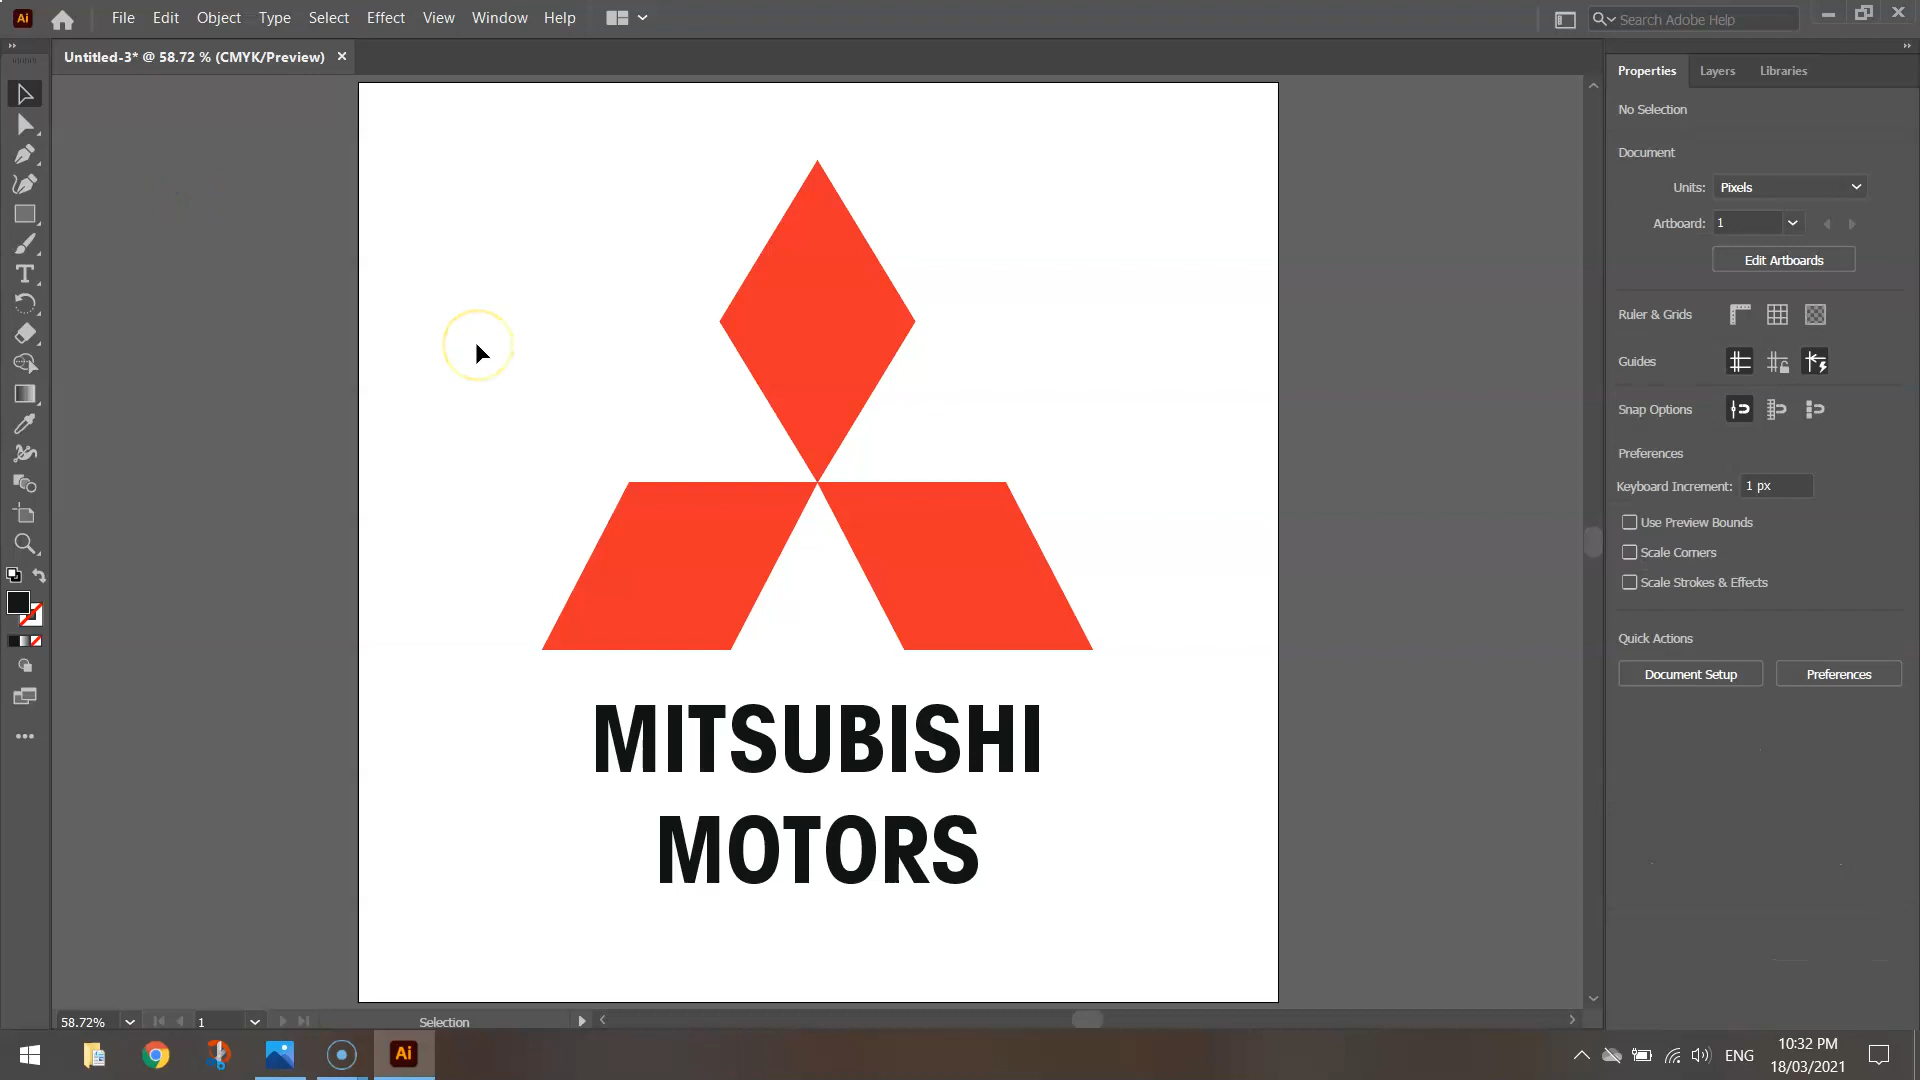 Ai File Edit Object Type Select Effect View Window Help Search Adobe Help
Untitled-3* @ 58.72 % (CMYK/Preview) ×
Properties Layers Libraries
No Selection
Document
Units: Pixels
Artboard: 1
Edit Artboards
Ruler & Grids
Guides
Snap Options
Preferences
Keyboard Increment: 1 px
Use Preview Bounds
Scale Corners
Scale Strokes & Effects
Quick Actions
Document Setup Preferences
MITSUBISHI
MOTORS
58.72% 1 Selection
Ai ENG 10:32 PM
18/03/2021